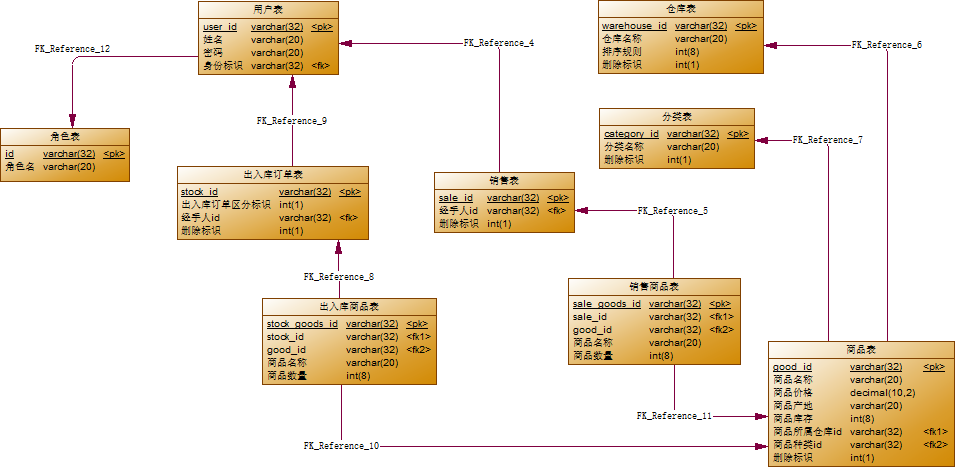 用户表
user_id varchar(32) <pk>
姓名 varchar(20)
密码 varchar(20)
身份标识 varchar(32) <fk>
仓库表
warehouse_id varchar(32) <pk>
仓库名称 varchar(20)
排序规则 int(8)
删除标识 int(1)
FK_Reference_12
FK_Reference_4
FK_Reference_6
FK_Reference_9
角色表
id varchar(32) <pk>
角色名 varchar(20)
分类表
category_id varchar(32) <pk>
分类名称 varchar(20)
删除标识 int(1)
FK_Reference_7
出入库订单表
stock_id varchar(32) <pk>
出入库订单区分标识 int(1)
经手人id varchar(32) <fk>
删除标识 int(1)
销售表
sale_id varchar(32) <pk>
经手人id varchar(32) <fk>
删除标识 int(1)
FK_Reference_5
FK_Reference_8
出入库商品表
stock_goods_id varchar(32) <pk>
stock_id varchar(32) <fk1>
good_id varchar(32) <fk2>
商品名称 varchar(20)
商品数量 int(8)
销售商品表
sale_goods_id varchar(32) <pk>
sale_id varchar(32) <fk1>
good_id varchar(32) <fk2>
商品名称 varchar(20)
商品数量 int(8)
商品表
good_id varchar(32) <pk>
商品名称 varchar(20)
商品价格 decimal(10,2)
商品产地 varchar(20)
商品库存 int(8)
商品所属仓库id varchar(32) <fk1>
商品种类id varchar(32) <fk2>
删除标识 int(1)
FK_Reference_11
FK_Reference_10